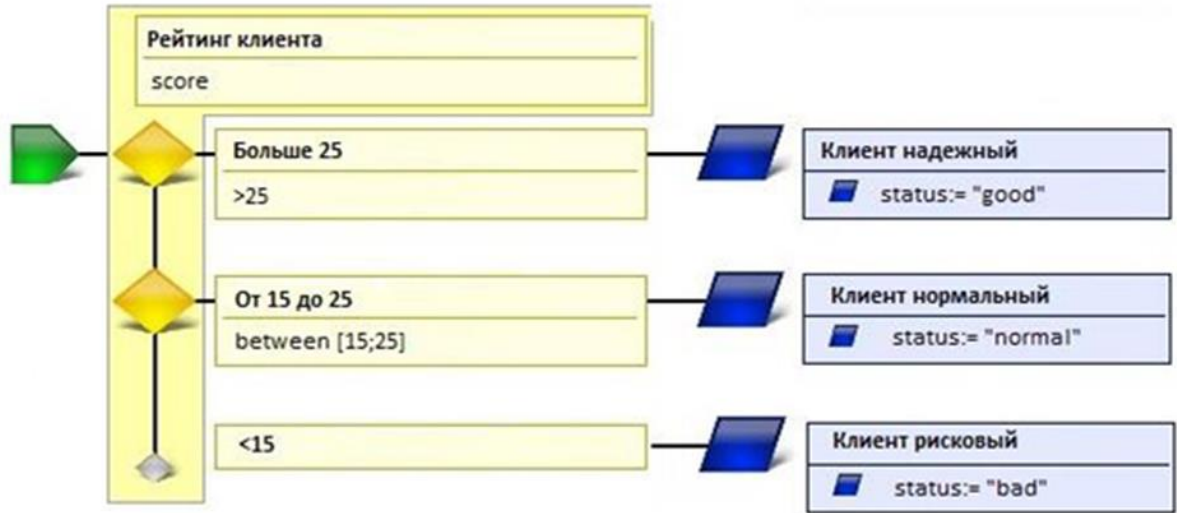 Рейтинг клиента
score
Больше 25
>25
Клиент надежный
status:= "good"
От 15 до 25
between [15;25]
Клиент нормальный
status:= "normal"
<15
Клиент рисковый
status:= "bad"